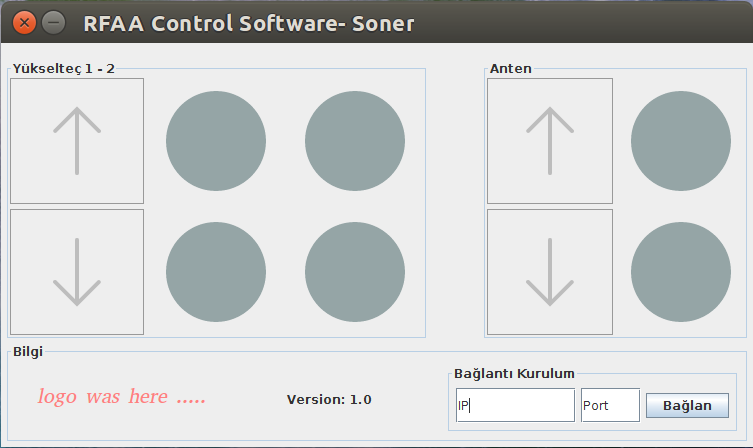 RFAA Control Software- Soner
Yükselteç 1 - 2
Anten
Bilgi
logo was here .....
Version: 1.0
Bağlantı Kurulum
IP
Port
Bağlan